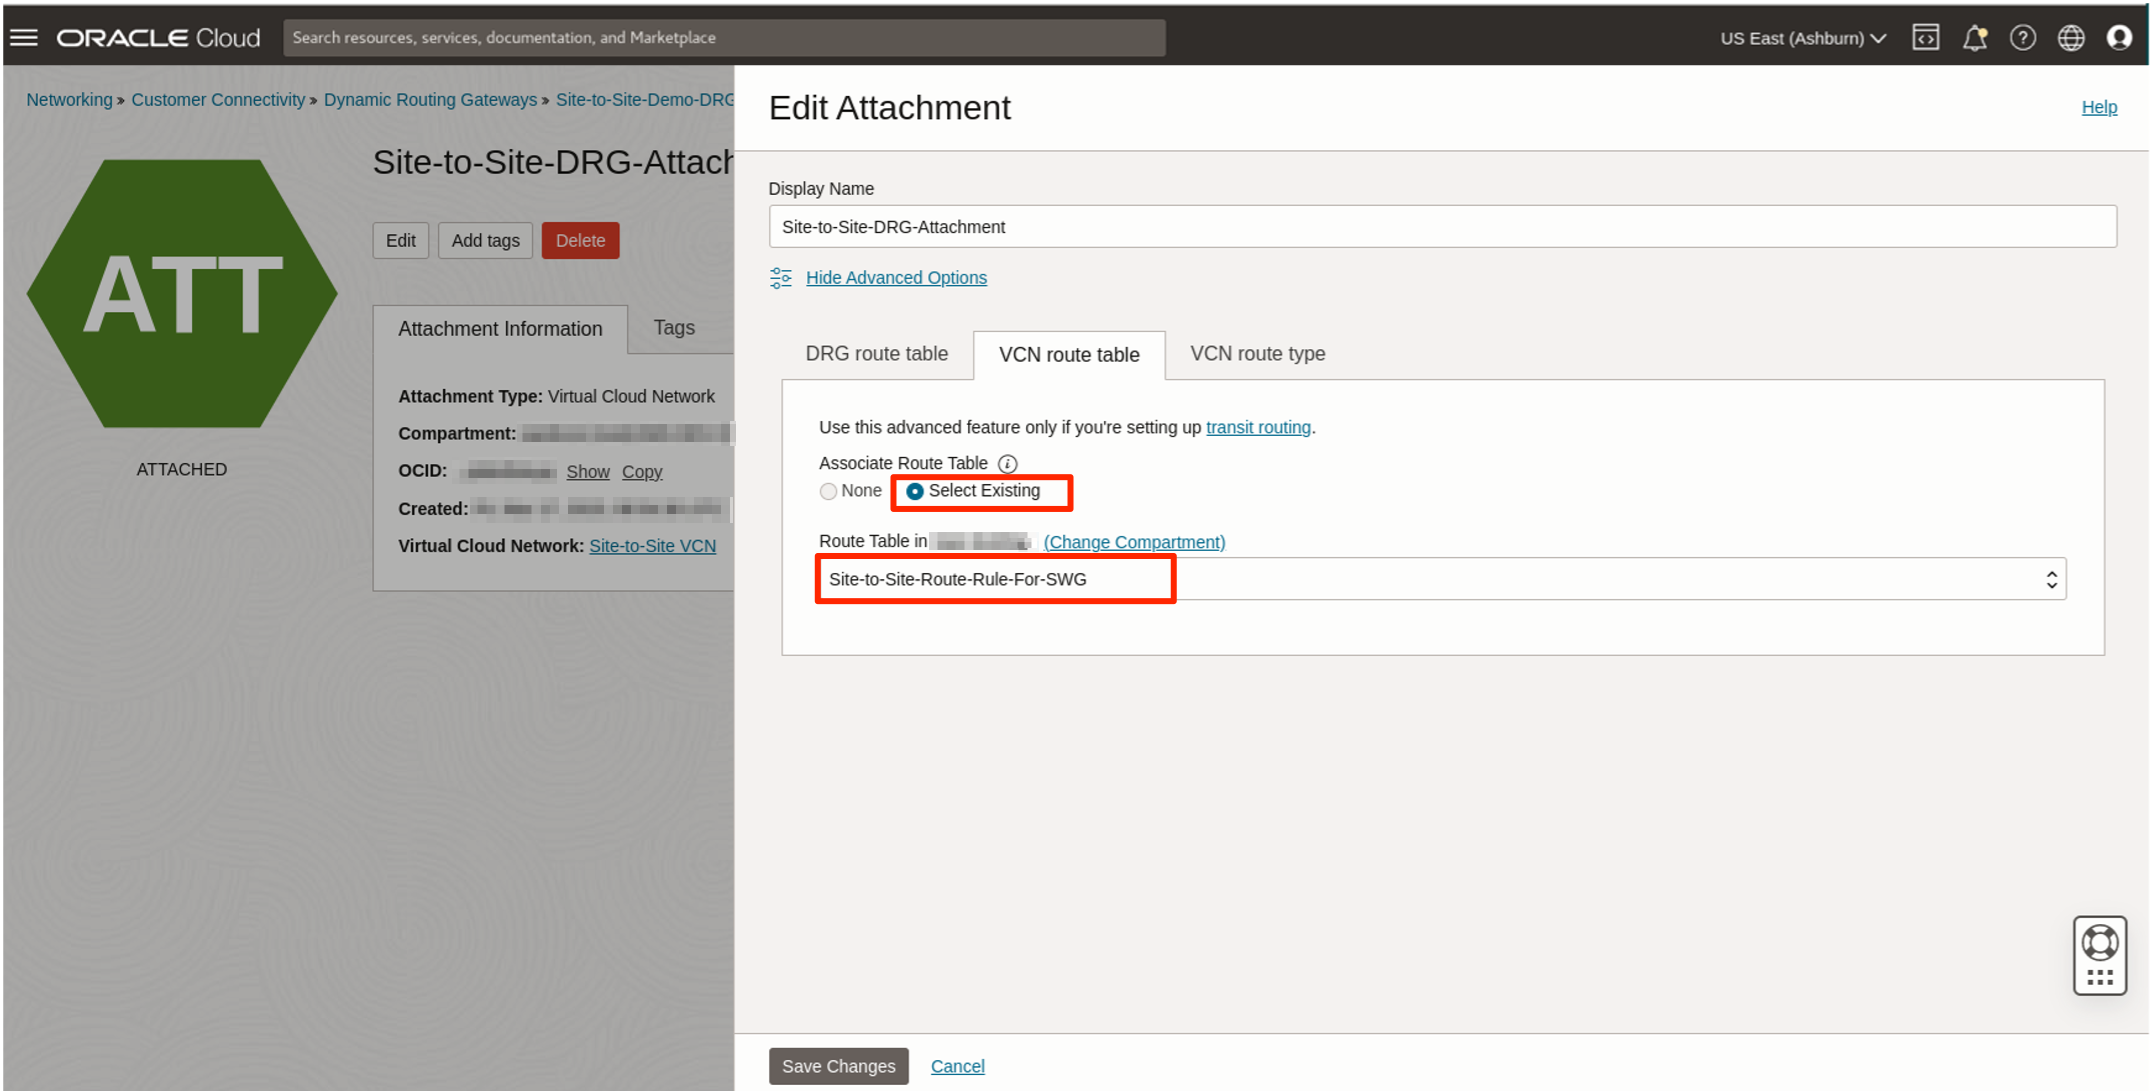 ORACLE Cloud
Search resources, services, documentation, and Marketplace
US East (Ashburn)
Networking » Customer Connectivity » Dynamic Routing Gateways » Site-to-Site-Demo-DRG
ATT
ATTACHED
Site-to-Site-DRG-Attach
Edit Add tags Delete
Attachment Information Tags
Attachment Type: Virtual Cloud Network
Compartment:
OCID: Show Copy
Created:
Virtual Cloud Network: Site-to-Site VCN
Edit Attachment
Help
Display Name
Site-to-Site-DRG-Attachment
Hide Advanced Options
DRG route table VCN route table VCN route type
Use this advanced feature only if you're setting up transit routing.
Associate Route Table
None Select Existing
Route Table in (Change Compartment)
Site-to-Site-Route-Rule-For-SWG
Save Changes Cancel